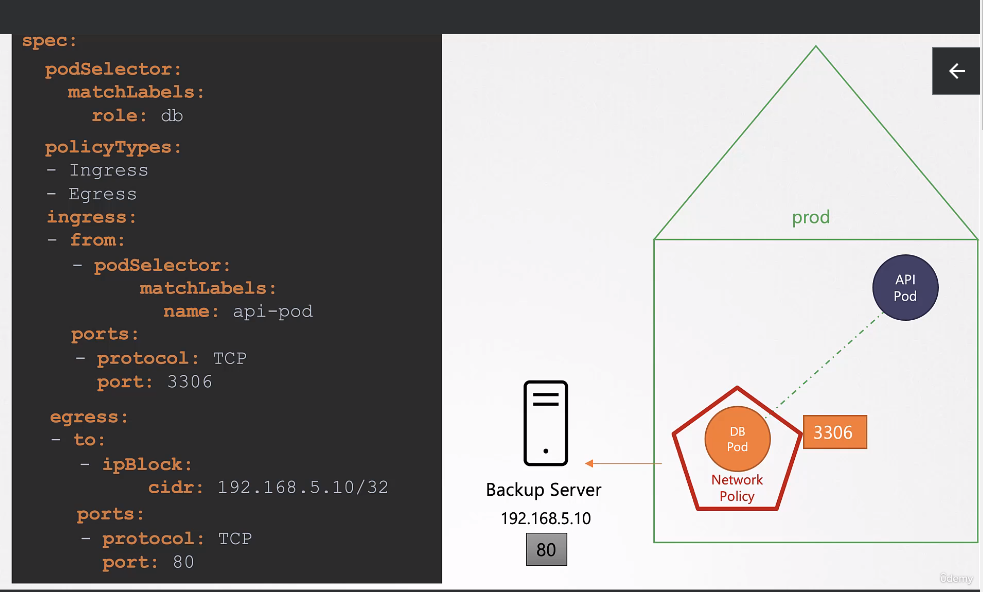 spec:
podSelector:
matchLabels:
role: db
policyTypes:
- Ingress
- Egress
ingress:
- from:
- podSelector:
matchLabels:
name: api-pod
ports:
- protocol: TCP
port: 3306
egress:
- to:
- ipBlock:
cidr: 192.168.5.10/32
ports:
- protocol: TCP
port: 80
prod
API
Pod
DB
Pod
3306
Network
Policy
Backup Server
192.168.5.10
80
Udemy